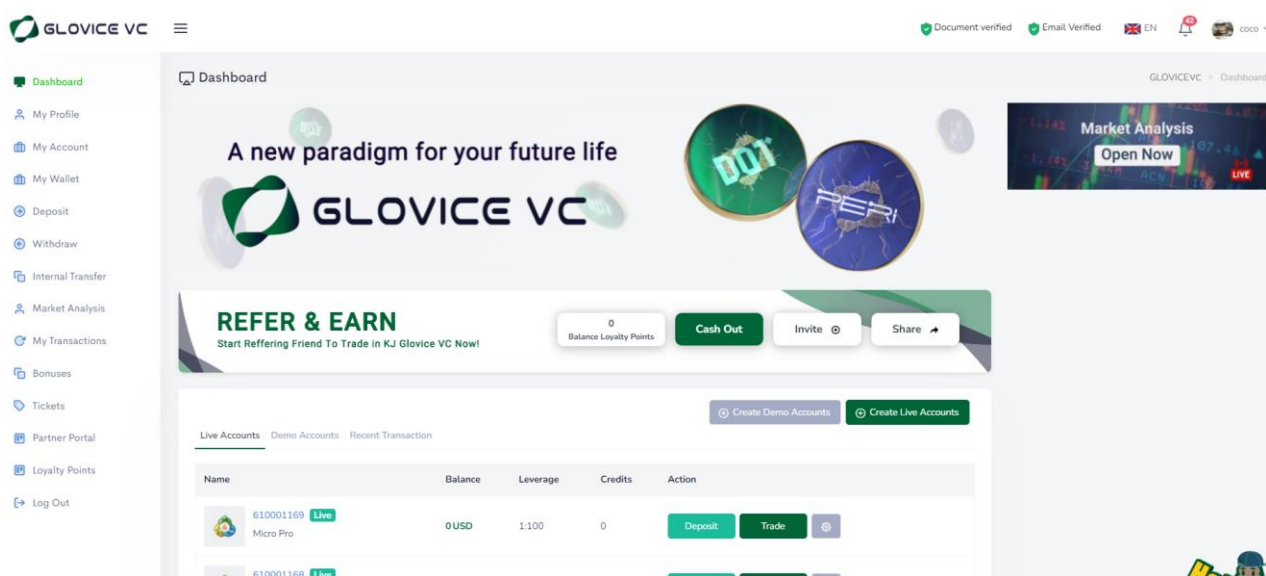 GLOVICE VC
Document verified
Email Verified
EN
42
coco
Dashboard
My Profile
My Account
My Wallet
Deposit
Withdraw
Internal Transfer
Market Analysis
My Transactions
Bonuses
Tickets
Partner Portal
Loyalty Points
Log Out
Dashboard
GLOVICEVC > Dashboard
A new paradigm for your future life
GLOVICE VC
DOT
PERI
Market Analysis
Open Now
LIVE
REFER & EARN
Start Reffering Friend To Trade in KJ Glovice VC Now!
0
Balance Loyalty Points
Cash Out
Invite
Share
Create Demo Accounts
Create Live Accounts
Live Accounts Demo Accounts Recent Transaction
Name Balance Leverage Credits Action
610001169 Live
Micro Pro
0 USD 1:100 0 Deposit Trade
610001168 Live